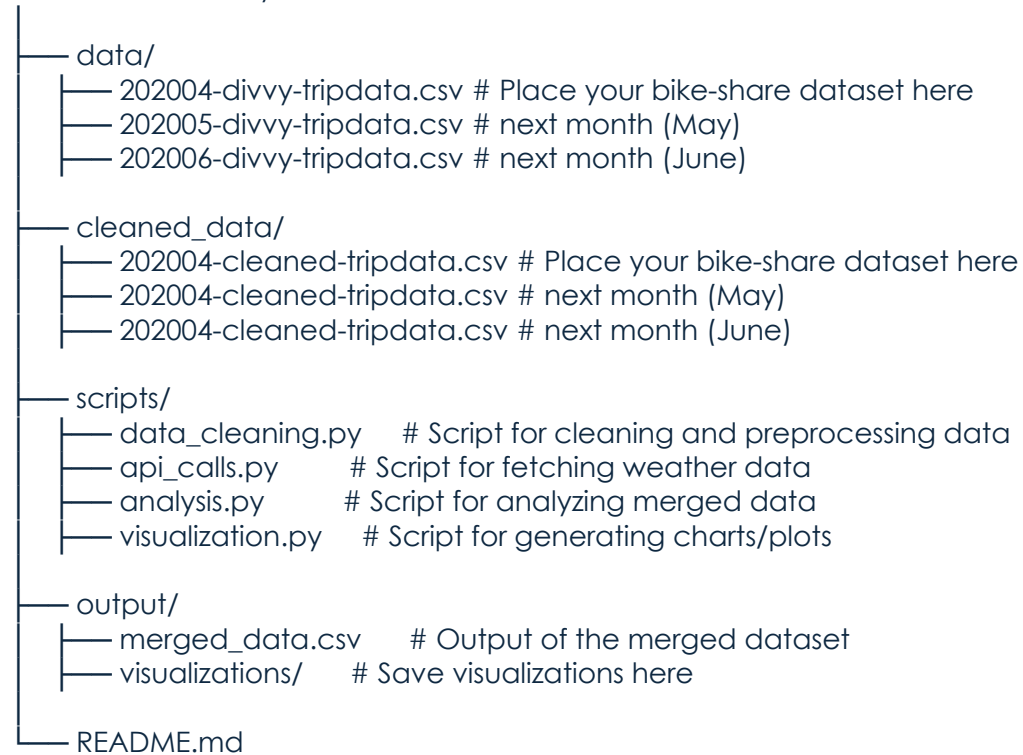 ├── data/
│ ├── 202004-divvy-tripdata.csv # Place your bike-share dataset here
│ ├── 202005-divvy-tripdata.csv # next month (May)
│ ├── 202006-divvy-tripdata.csv # next month (June)
├── cleaned_data/
│ ├── 202004-cleaned-tripdata.csv # Place your bike-share dataset here
│ ├── 202004-cleaned-tripdata.csv # next month (May)
│ ├── 202004-cleaned-tripdata.csv # next month (June)
├── scripts/
│ ├── data_cleaning.py # Script for cleaning and preprocessing data
│ ├── api_calls.py # Script for fetching weather data
│ ├── analysis.py # Script for analyzing merged data
│ ├── visualization.py # Script for generating charts/plots
├── output/
│ ├── merged_data.csv # Output of the merged dataset
│ ├── visualizations/ # Save visualizations here
└── README.md